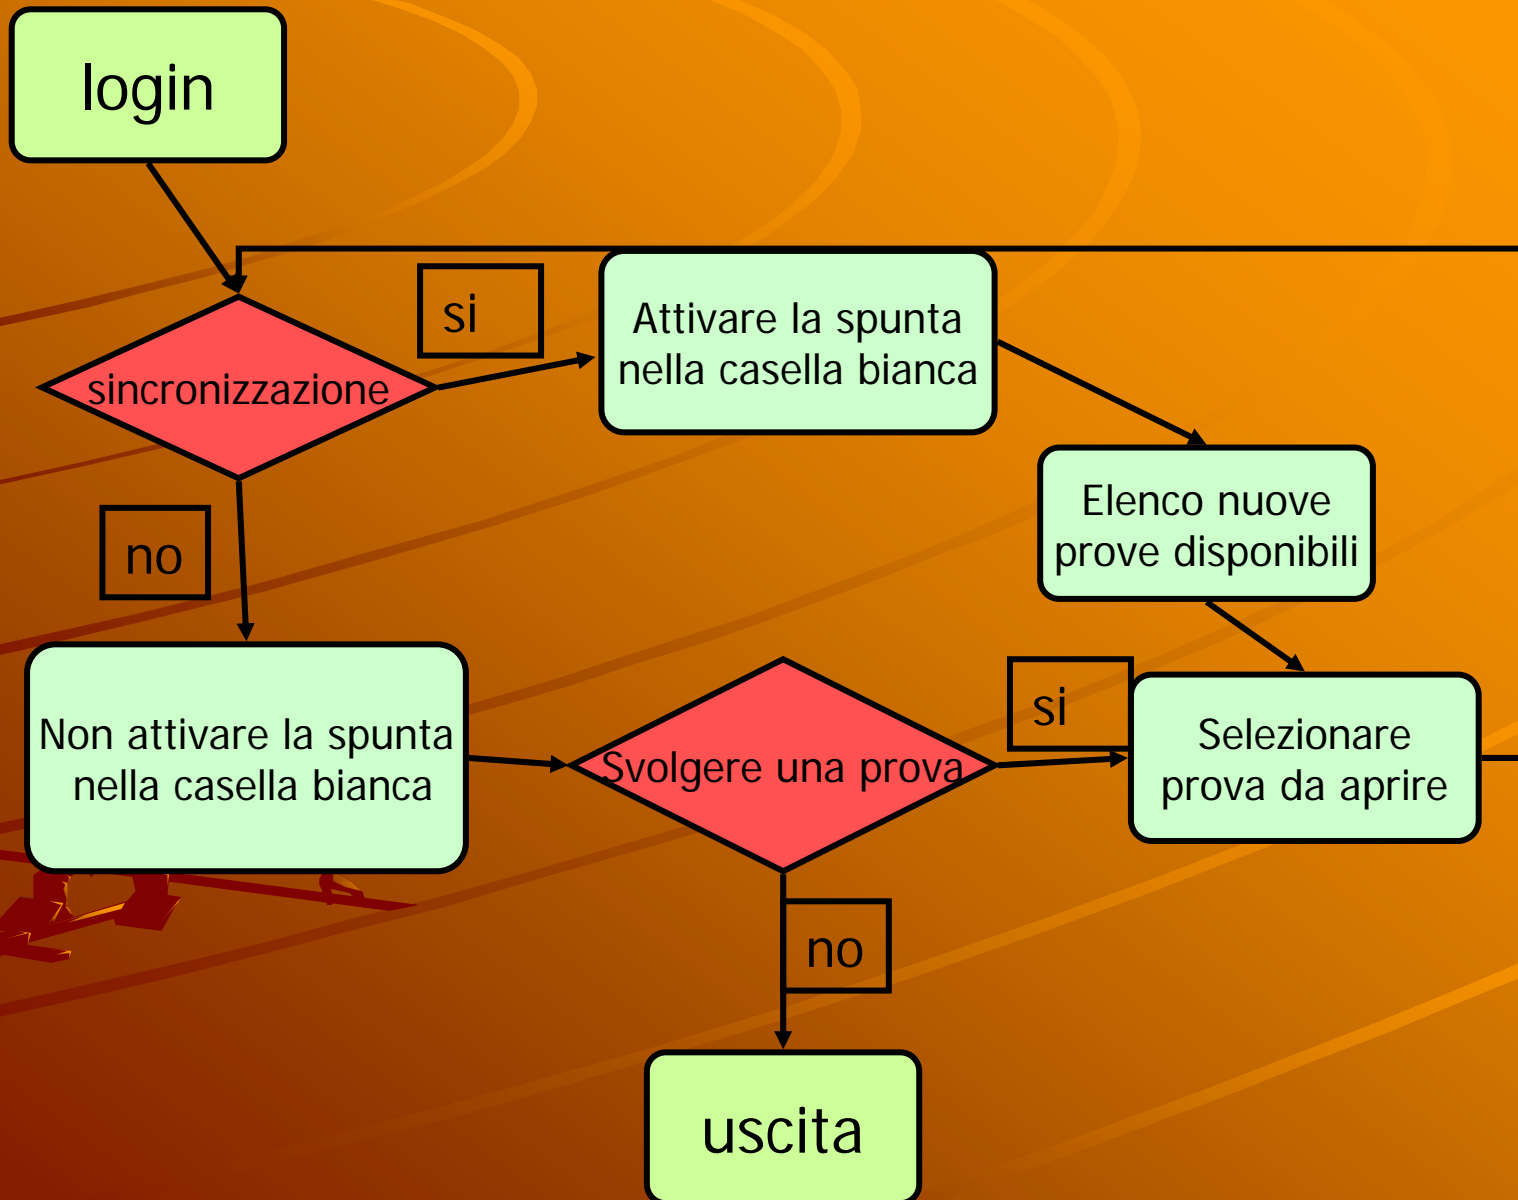 login
si
Attivare la spunta
nella casella bianca
sincronizzazione
Elenco nuove
prove disponibili
no
Non attivare la spunta
nella casella bianca
Svolgere una prova
si
Selezionare
prova da aprire
no
uscita